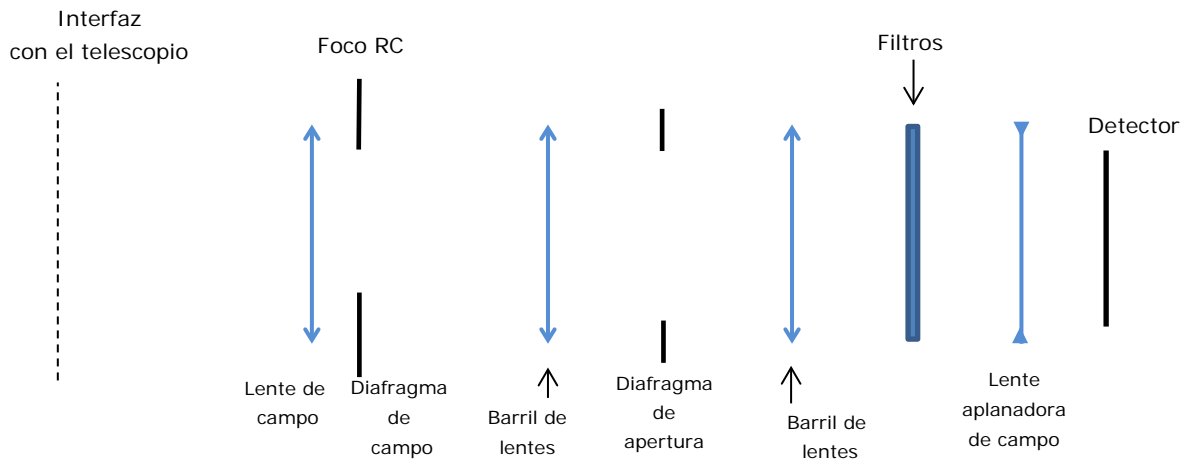 Interfaz
con el telescopio
Foco RC
Filtros
Detector
Lente de
campo
Diafragma
de
campo
Barril de
lentes
Diafragma
de
apertura
Barril de
lentes
Lente
aplanadora
de campo